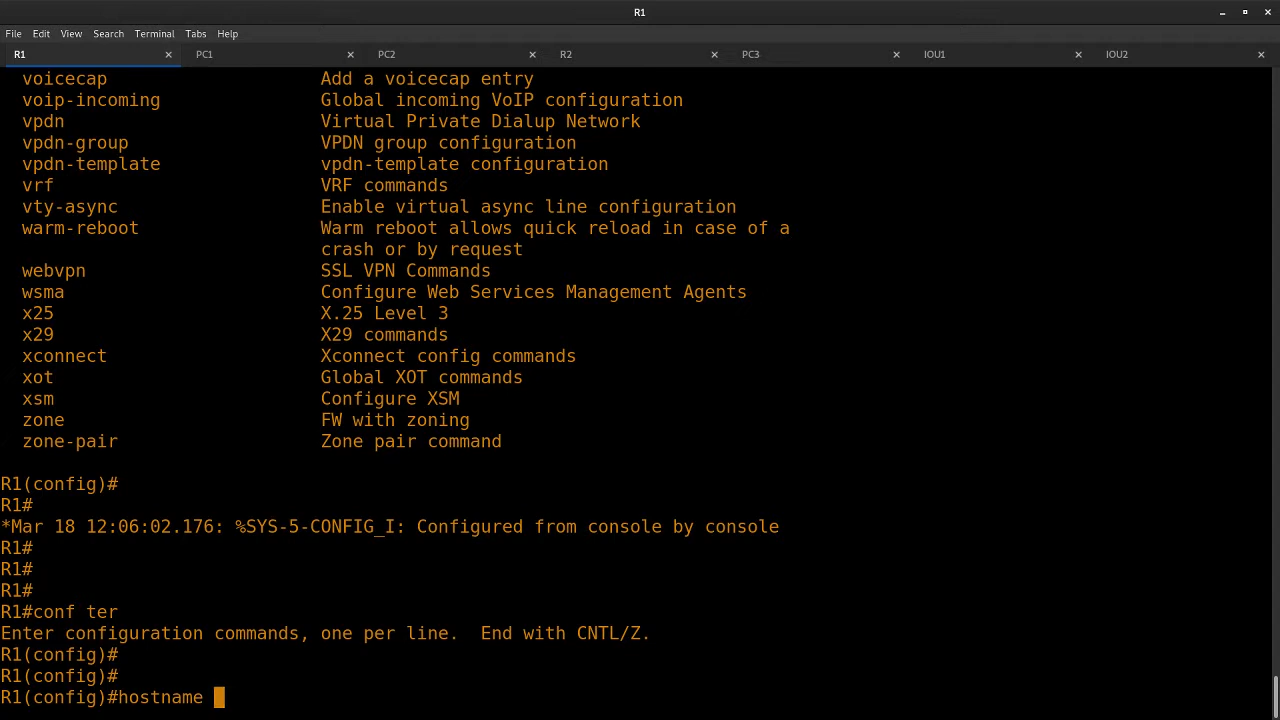 R1
File Edit View Search Terminal Tabs Help
R1 PC1 PC2 R2 PC3 IOU1 IOU2
voicecap Add a voicecap entry
voip-incoming Global incoming VoIP configuration
vpdn Virtual Private Dialup Network
vpdn-group VPDN group configuration
vpdn-template vpdn-template configuration
vrf VRF commands
vty-async Enable virtual async line configuration
warm-reboot Warm reboot allows quick reload in case of a
crash or by request
webvpn SSL VPN Commands
wsma Configure Web Services Management Agents
x25 X.25 Level 3
x29 X29 commands
xconnect Xconnect config commands
xot Global XOT commands
xsm Configure XSM
zone FW with zoning
zone-pair Zone pair command
R1(config)#
R1#
*Mar 18 12:06:02.176: %SYS-5-CONFIG_I: Configured from console by console
R1#
R1#
R1#
R1#conf ter
Enter configuration commands, one per line.  End with CNTL/Z.
R1(config)#
R1(config)#
R1(config)#hostname